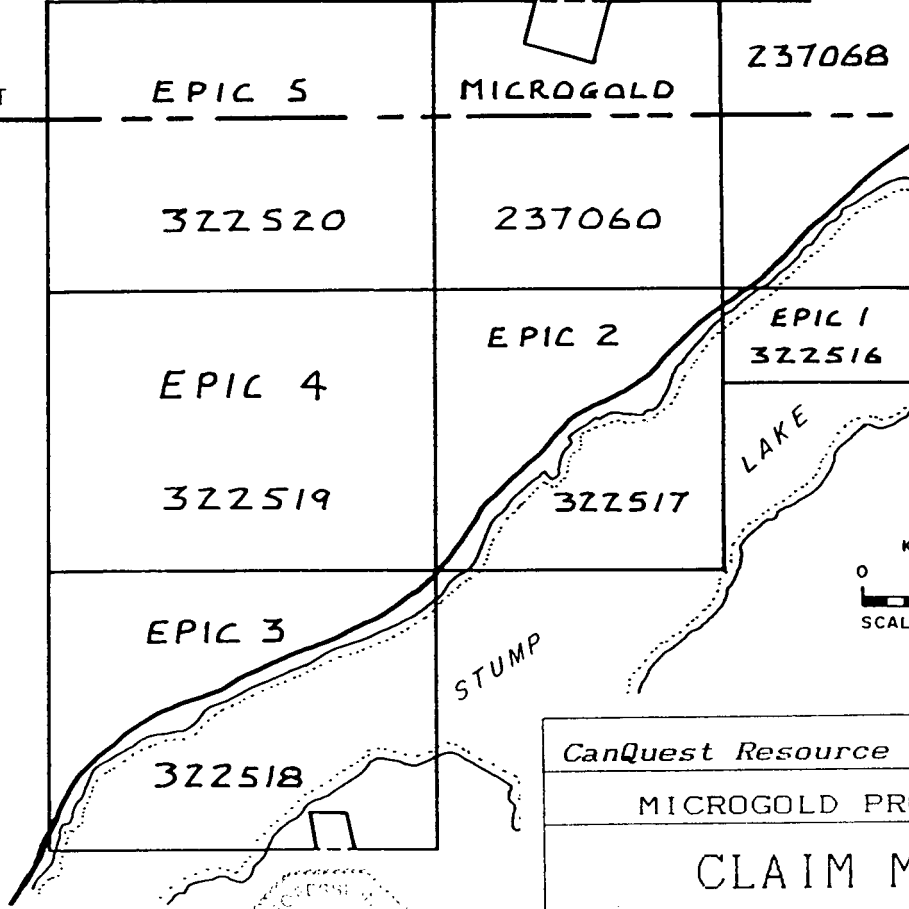 237068
T
EPIC 5
MICROGOLD
322520
237060
EPIC 2
EPIC 1
322516
EPIC 4
LAKE
322519
322517
K
0
SCAL
EPIC 3
STUMP
322518
CanQuest Resource
MICROGOLD PR
CLAIM M